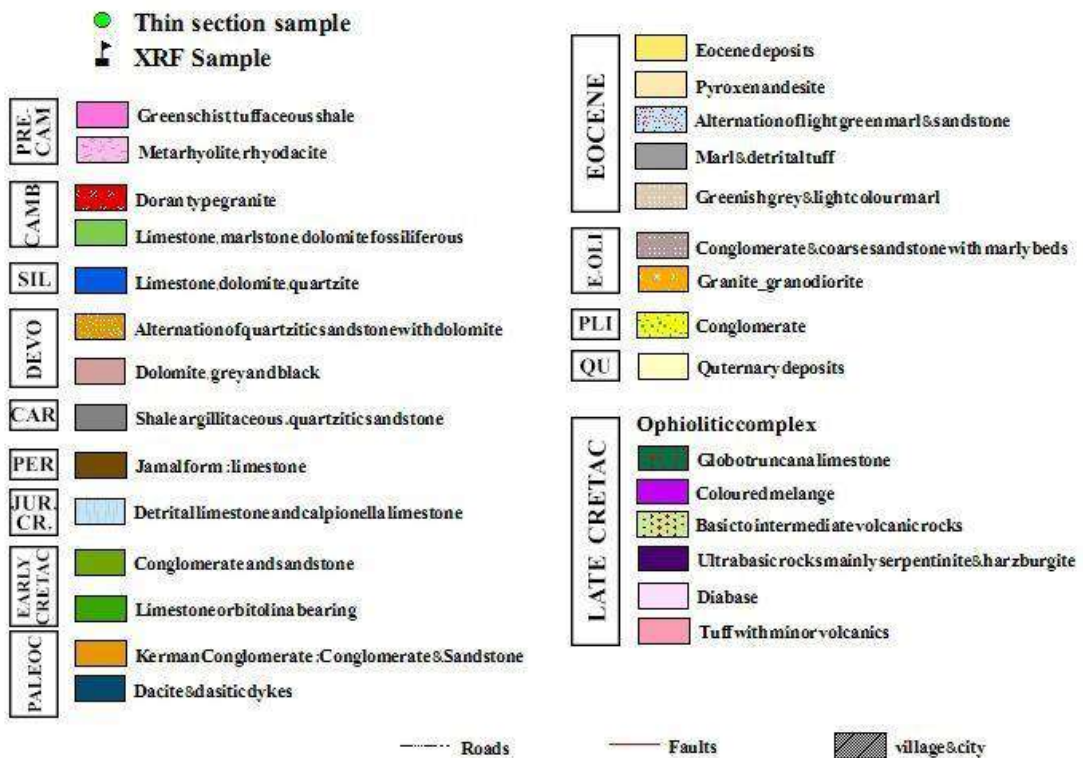 Thin section sample
XRF Sample
PRE-
CAM
Greenschist,tuffaceous shale
Metarhyolite,rhyodacite
CAMB
Doran type granite
Limestone, marlstone, dolomite fossiliferous
SIL
Limestone, dolomite, quartzite
DEVO
Alternation of quartzitic sandstone with dolomite
Dolomite, grey and black
CAR
Shale argillitaceous, quartzitic sandstone
PER
Jamal form : limestone
JUR.
CR.
Detrital limestone and calpionella limestone
EARLY
CRETAC
Conglomerate and sandstone
Limestone orbitolina bearing
PALEOC
Kerman Conglomerate : Conglomerate & Sandstone
Dacite & dasitic dykes
EOCENE
Eocene deposits
Pyroxen andesite
Alternation of light green marl & sandstone
Marl & detrital tuff
Greenish grey & light colour marl
E.OLI
Conglomerate & coarse sandstone with marly beds
Granite_granodiorite
PLI
Conglomerate
QU
Quternary deposits
LATE CRETAC
Ophiolitic complex
Globotruncana limestone
Coloured melange
Basic to intermediate volcanic rocks
Ultrabasic rocks mainly serpentinite & harzburgite
Diabase
Tuff with minor volcanics
Roads
Faults
village & city